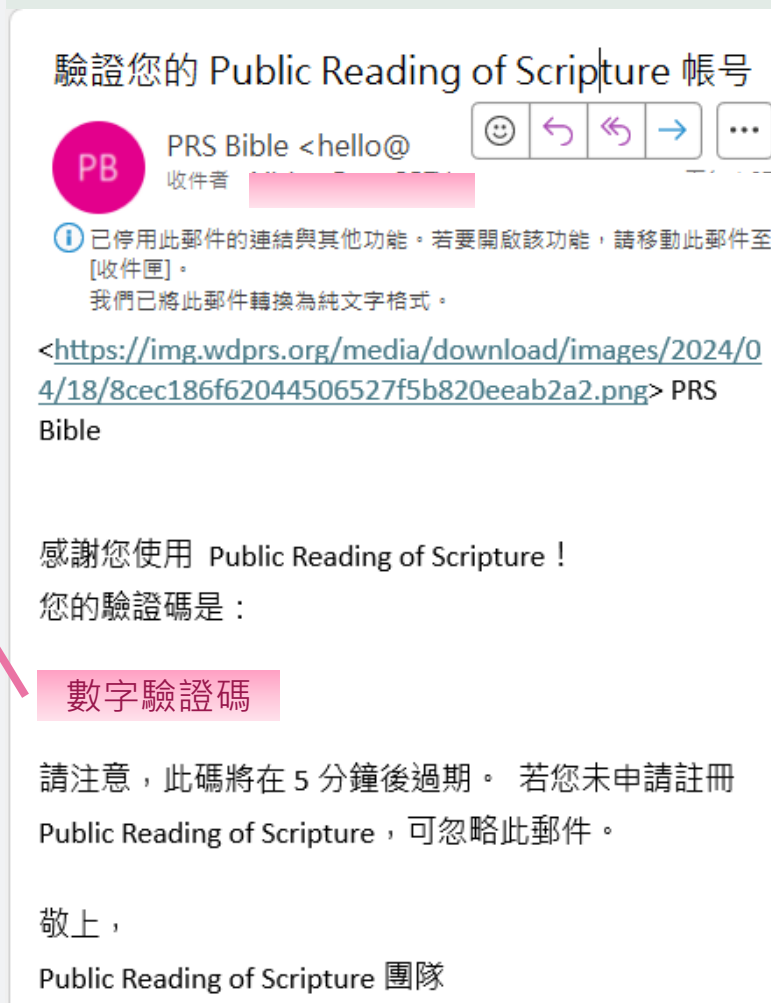 驗證您的 Public Reading of Scripture 帳号
PB
PRS Bible <hello@
收件者
已停用此郵件的連結與其他功能。若要開啟該功能，請移動此郵件至
[收件匣]。
我們已將此郵件轉換為純文字格式。
<https://img.wdprs.org/media/download/images/2024/0
4/18/8cec186f62044506527f5b820eeab2a2.png> PRS
Bible
感謝您使用 Public Reading of Scripture！
您的驗證碼是：
數字驗證碼
請注意，此碼將在 5 分鐘後過期。 若您未申請註冊
Public Reading of Scripture，可忽略此郵件。
敬上，
Public Reading of Scripture 團隊